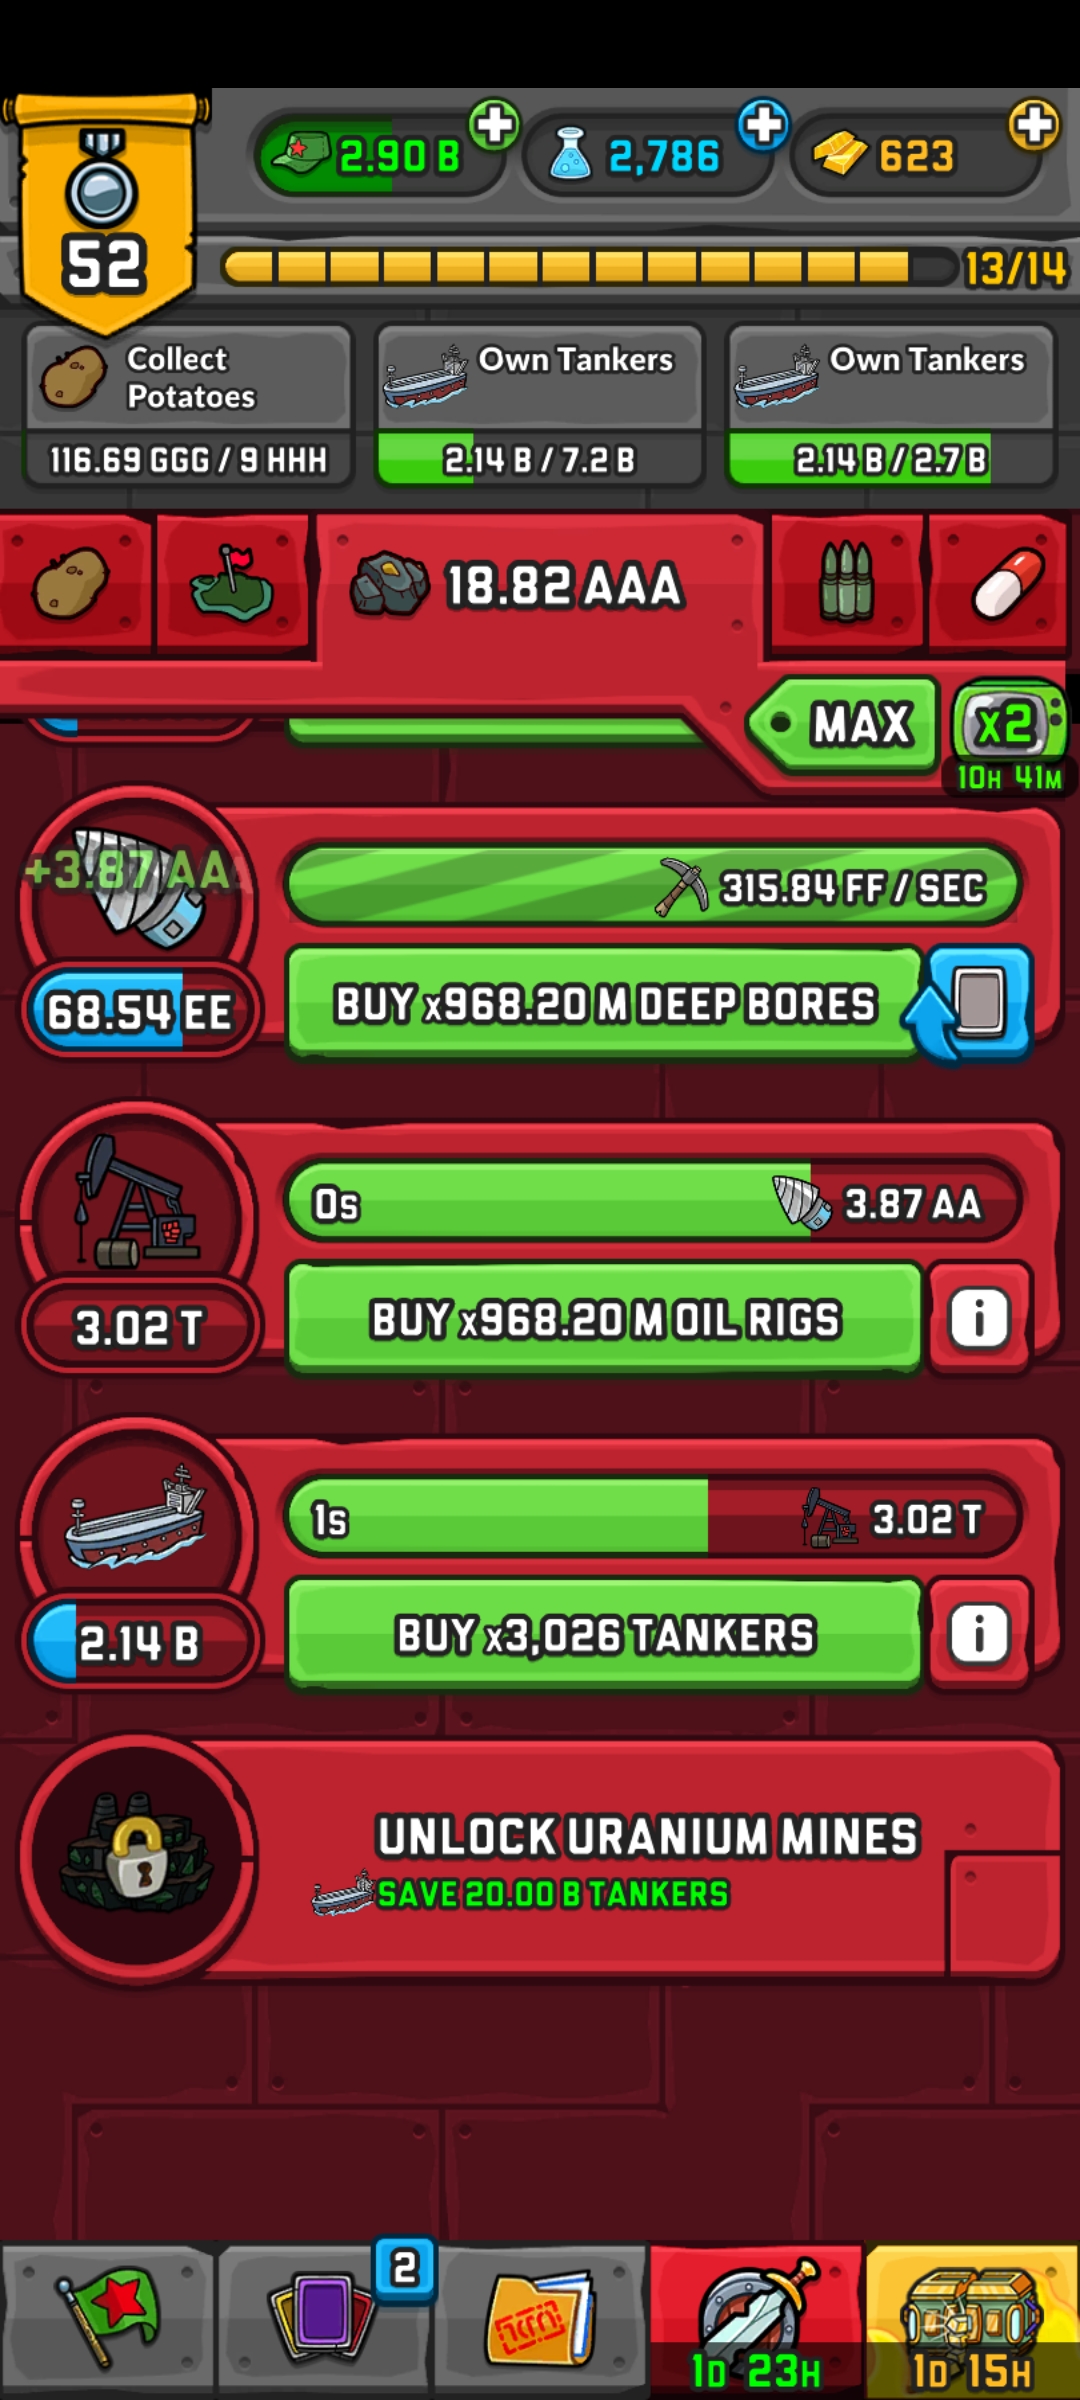 2.90 B
2,786
623
52
13/14
Collect
Potatoes
116.69 GGG / 9 HHH
Own Tankers
2.14 B / 7.2 B
Own Tankers
2.14 B / 2.7 B
18.82 AAA
MAX
x2
10H 41M
+3.87 AA
315.84 FF / SEC
68.54 EE
BUY x968.20 M DEEP BORES
0s
3.87 AA
3.02 T
BUY x968.20 M OIL RIGS
i
1s
3.02 T
2.14 B
BUY x3,026 TANKERS
i
UNLOCK URANIUM MINES
SAVE 20.00 B TANKERS
2
1D 23H
1D 15H